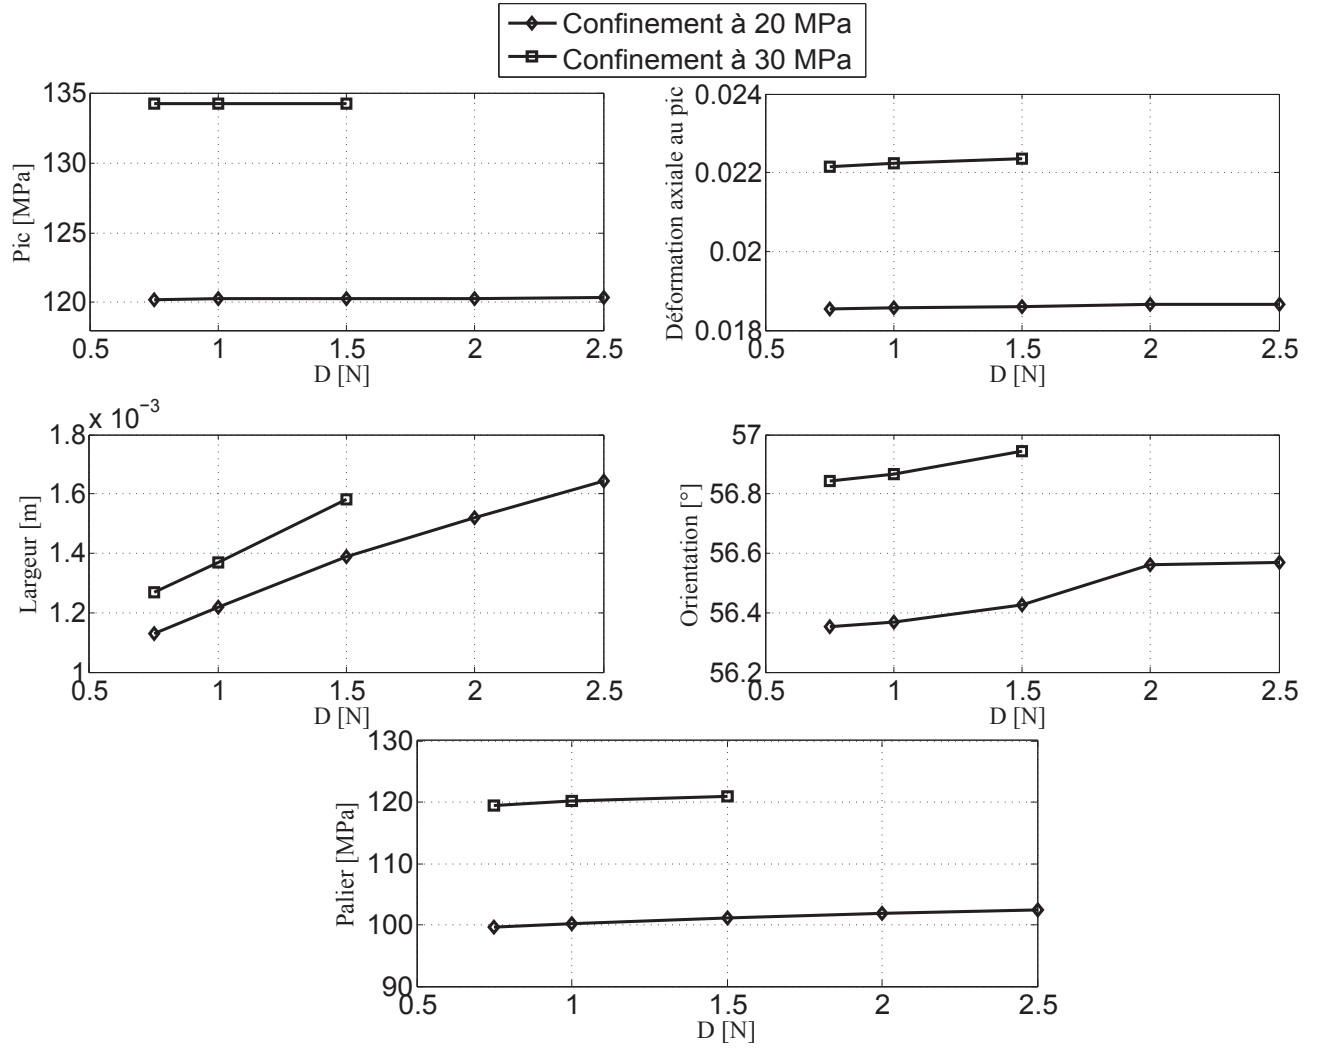 Confinement à 20 MPa
Confinement à 30 MPa
135
130
125
120
Pic [MPa]
0.5 1 1.5 2 2.5
D [N]
0.024
0.022
0.02
0.018
Déformation axiale au pic
0.5 1 1.5 2 2.5
D [N]
x 10⁻³
1.8
1.6
1.4
1.2
1
Largeur [m]
0.5 1 1.5 2 2.5
D [N]
57
56.8
56.6
56.4
56.2
Orientation [°]
0.5 1 1.5 2 2.5
D [N]
130
120
110
100
90
Palier [MPa]
0.5 1 1.5 2 2.5
D [N]